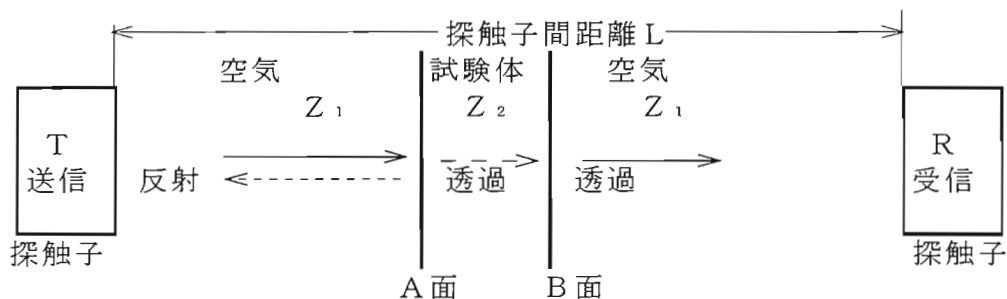 探触子間距離L
空気 試験体 空気
Z₁ Z₂ Z₁
T R
送信 反射 透過 透過 受信
探触子 探触子
A面 B面